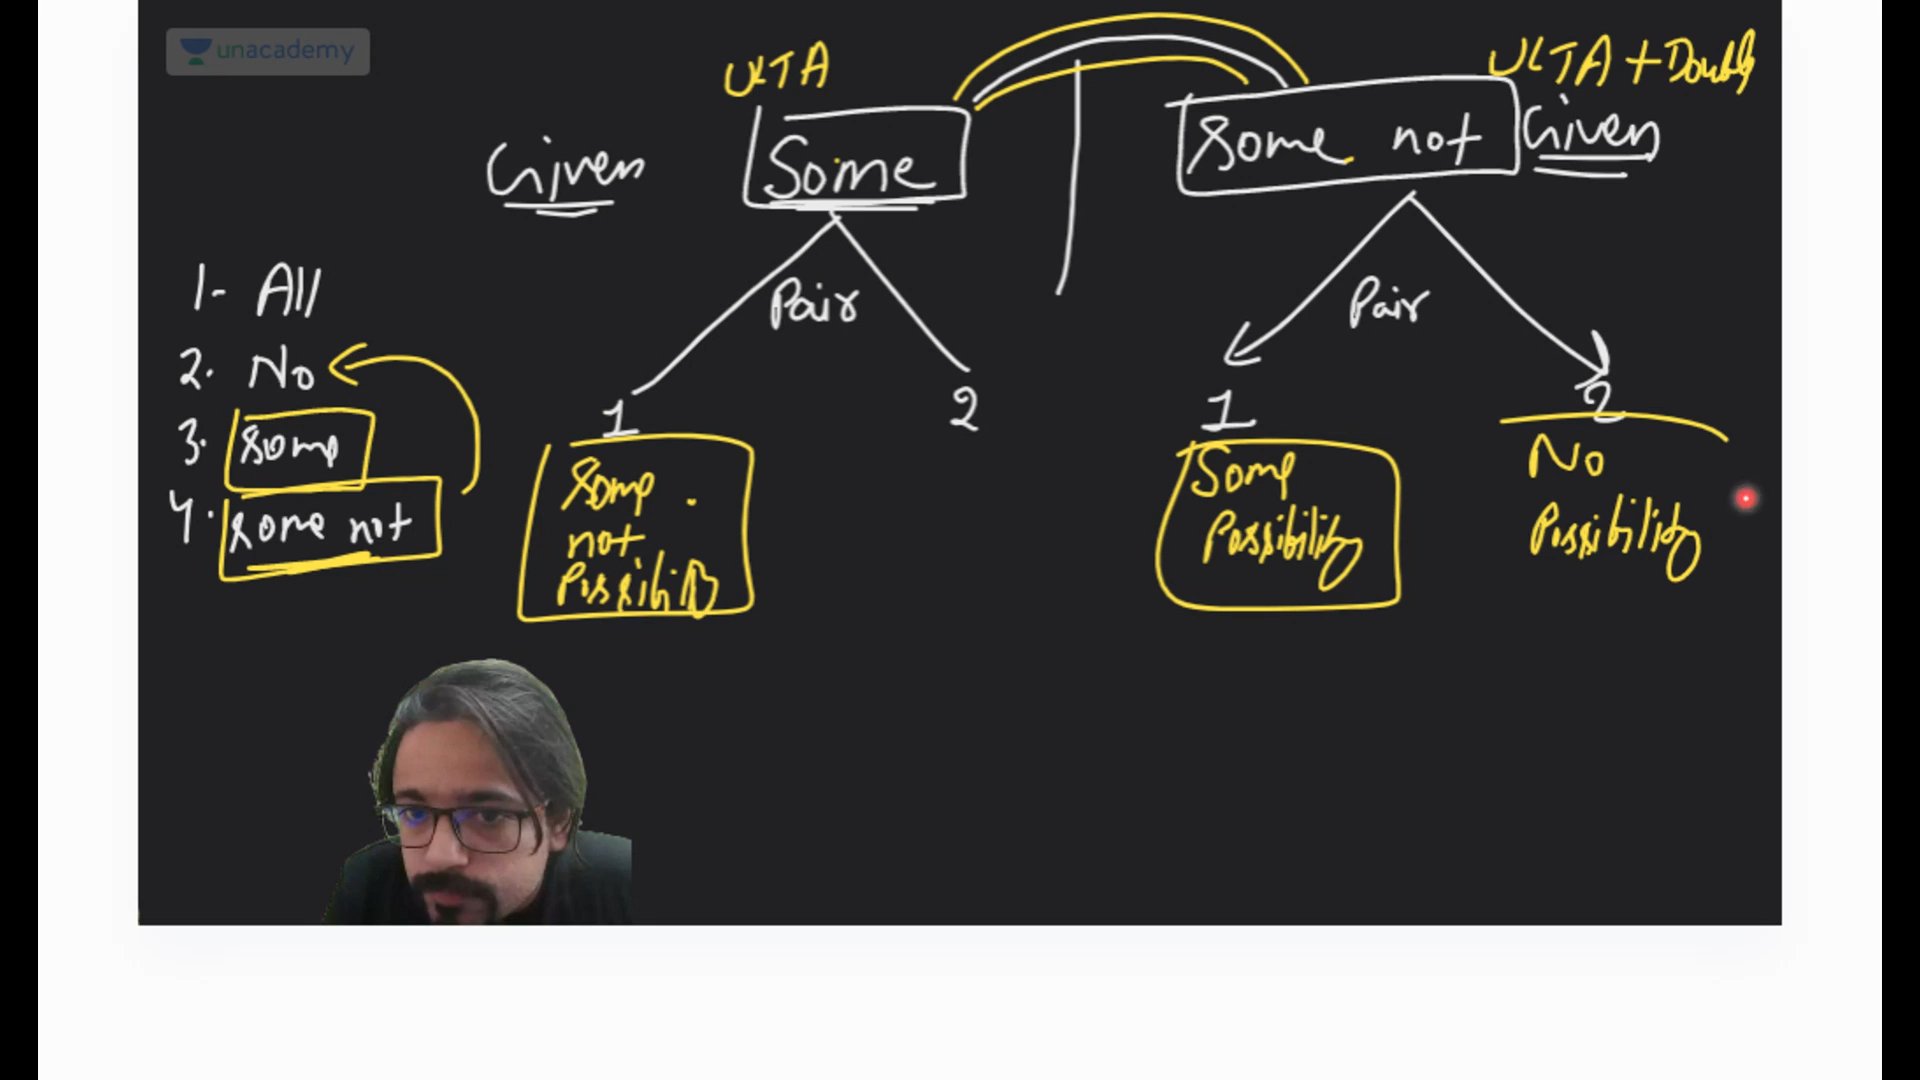 unacademy
ULTA
ULTA + Double
Given
Some
Some not
Given
Pair
Pair
1- All
2. No
3. Some
4. Some not
1
2
1
2
Some
not
Possibility
Some
Possibility
No
Possibility